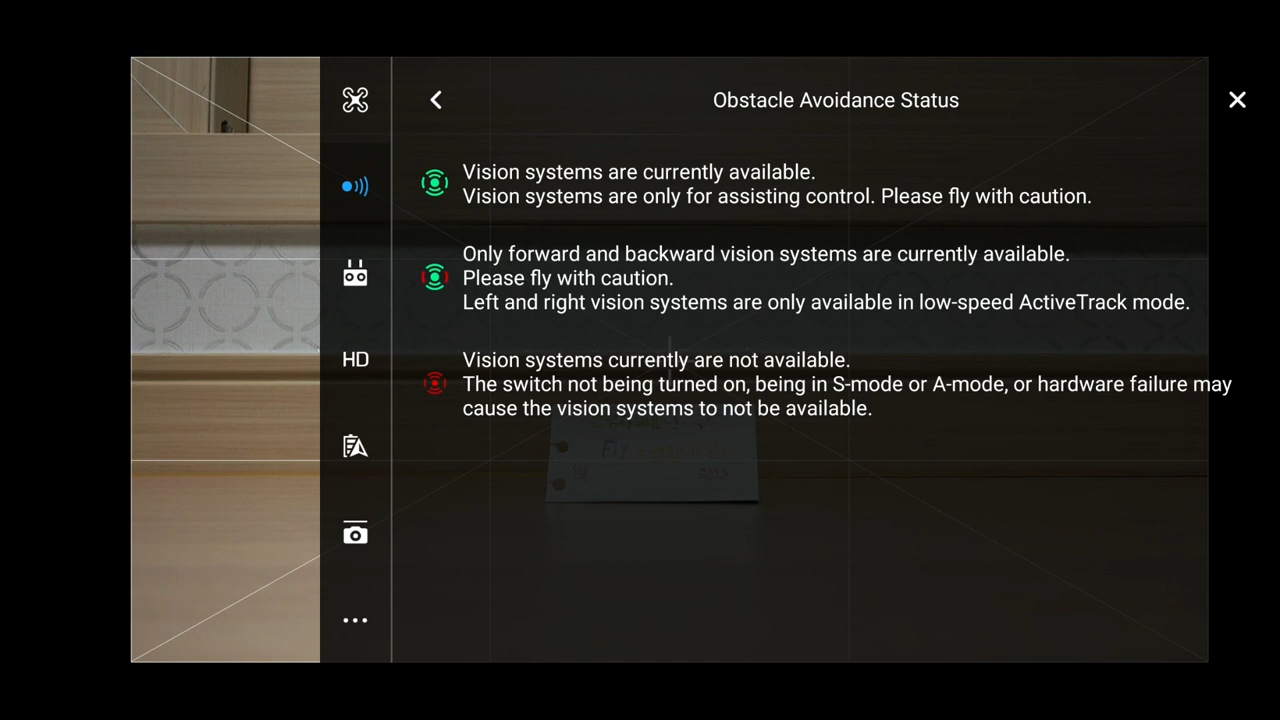 Obstacle Avoidance Status
Vision systems are currently available.
Vision systems are only for assisting control. Please fly with caution.
Only forward and backward vision systems are currently available.
Please fly with caution.
Left and right vision systems are only available in low-speed ActiveTrack mode.
HD
Vision systems currently are not available.
The switch not being turned on, being in S-mode or A-mode, or hardware failure may
cause the vision systems to not be available.
Fly